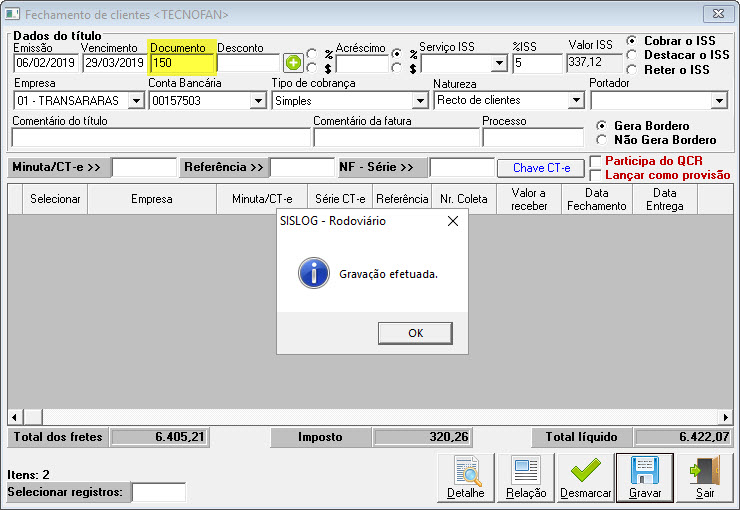 Fechamento de clientes <TECNOFAN>
Dados do título
Emissão Vencimento Documento Desconto Acréscimo Serviço ISS %ISS Valor ISS
06/02/2019 29/03/2019 150 % $ % $ 5 337,12
Cobrar o ISS
Destacar o ISS
Reter o ISS
Empresa Conta Bancária Tipo de cobrança Natureza Portador
01 - TRANSARARAS 00157503 Simples Recto de clientes
Comentário do título Comentário da fatura Processo
Gera Bordero
Não Gera Bordero
Minuta/CT-e >> Referência >> NF - Série >> Chave CT-e
Participa do QCR
Lançar como provisão
Selecionar Empresa Minuta/CT-e Série CT-e Referência Nr. Coleta Valor a receber Data Fechamento Data Entrega
SISLOG - Rodoviário
Gravação efetuada.
OK
Total dos fretes 6.405,21 Imposto 320,26 Total líquido 6.422,07
Itens: 2
Selecionar registros:
Detalhe Relação Desmarcar Gravar Sair